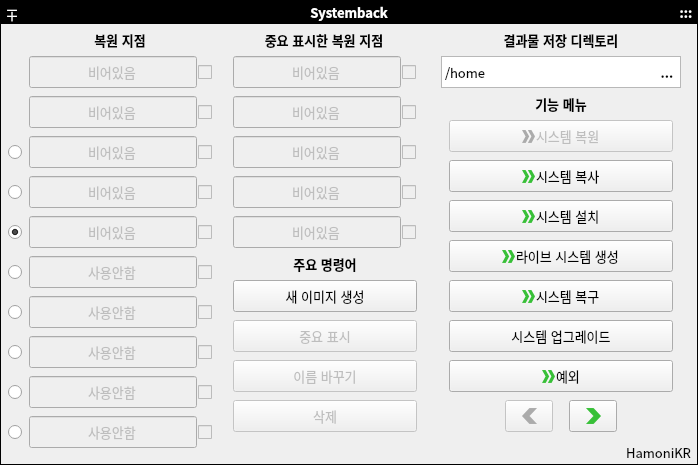 Systemback
복원 지점
비어있음
비어있음
비어있음
비어있음
비어있음
사용안함
사용안함
사용안함
사용안함
사용안함
중요 표시한 복원 지점
비어있음
비어있음
비어있음
비어있음
비어있음
주요 명령어
새 이미지 생성
중요 표시
이름 바꾸기
삭제
결과물 저장 디렉토리
/home ...
기능 메뉴
시스템 복원
시스템 복사
시스템 설치
라이브 시스템 생성
시스템 복구
시스템 업그레이드
예외
HamoniKR